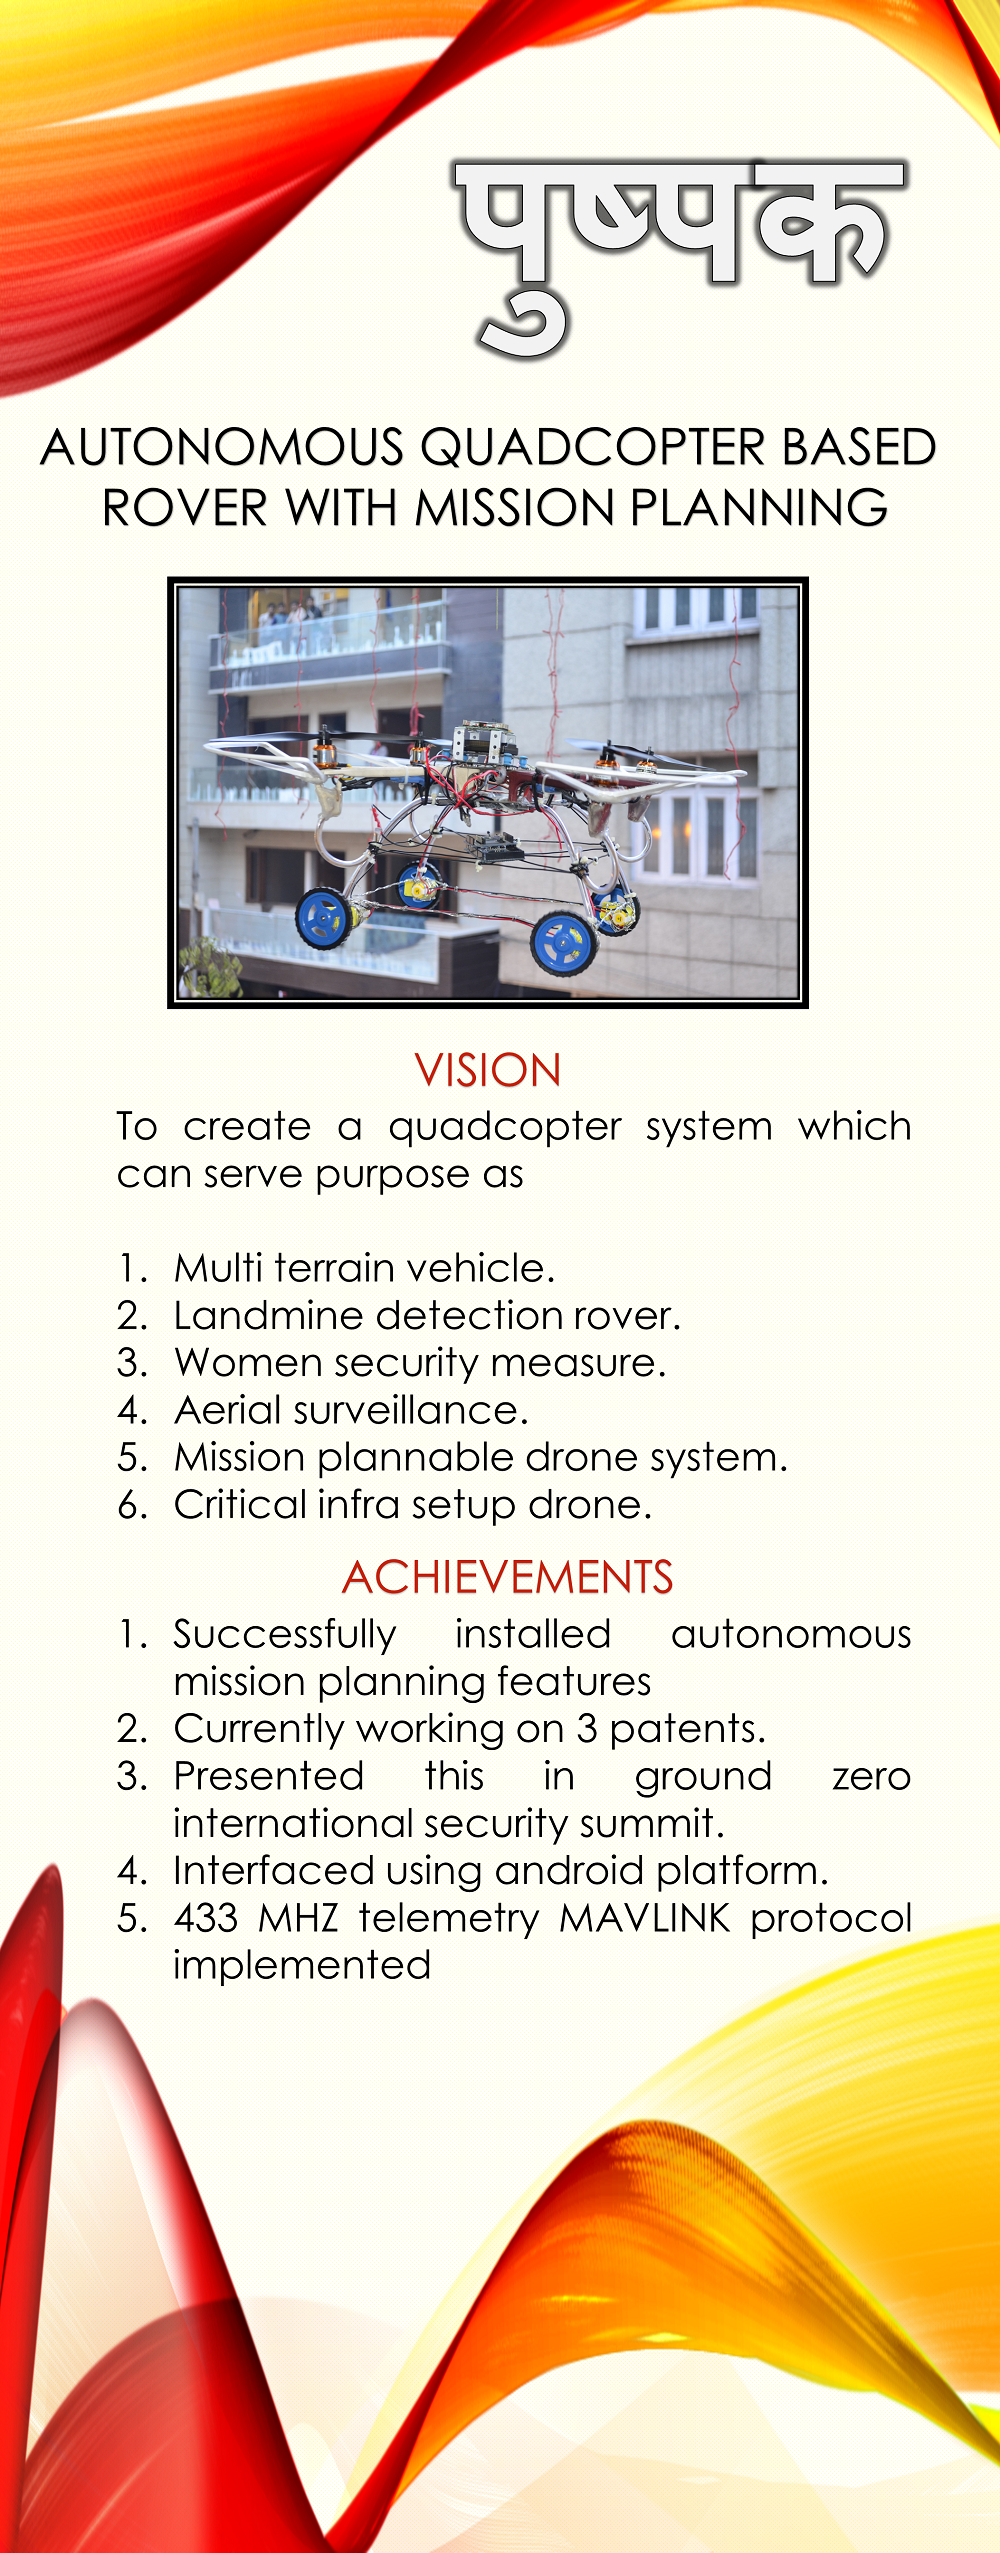 पुष्पक
AUTONOMOUS QUADCOPTER BASED
ROVER WITH MISSION PLANNING
VISION
To create a quadcopter system which
can serve purpose as
1. Multi terrain vehicle.
2. Landmine detection rover.
3. Women security measure.
4. Aerial surveillance.
5. Mission plannable drone system.
6. Critical infra setup drone.
ACHIEVEMENTS
1. Successfully installed autonomous
mission planning features
2. Currently working on 3 patents.
3. Presented this in ground zero
international security summit.
4. Interfaced using android platform.
5. 433 MHZ telemetry MAVLINK protocol
implemented